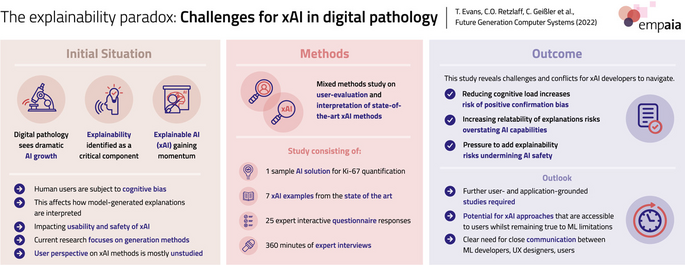 The explainability paradox: Challenges for xAI in digital pathology
T. Evans, C.O. Retzlaff, C. Geißler et al.,
Future Generation Computer Systems (2022)
empaia
Initial Situation
Digital pathology
sees dramatic
AI growth
Explainability
identified as a
critical component
Explainable AI
(xAI) gaining
momentum
Human users are subject to cognitive bias
This affects how model-generated explanations
are interpreted
Impacting usability and safety of xAI
Current research focuses on generation methods
User perspective on xAI methods is mostly unstudied
Methods
xAI
Mixed methods study on
user-evaluation and
interpretation of state-of-
the-art xAI methods
Study consisting of:
1 sample AI solution for Ki-67 quantification
7 xAI examples from the state of the art
25 expert interactive questionnaire responses
360 minutes of expert interviews
Outcome
This study reveals challenges and conflicts for xAI developers to navigate.
Reducing cognitive load increases
risk of positive confirmation bias
Increasing relatability of explanations risks
overstating AI capabilities
Pressure to add explainability
risks undermining AI safety
Outlook
Further user- and application-grounded
studies required
Potential for xAI approaches that are accessible
to users whilst remaining true to ML limitations
Clear need for close communication between
ML developers, UX designers, users